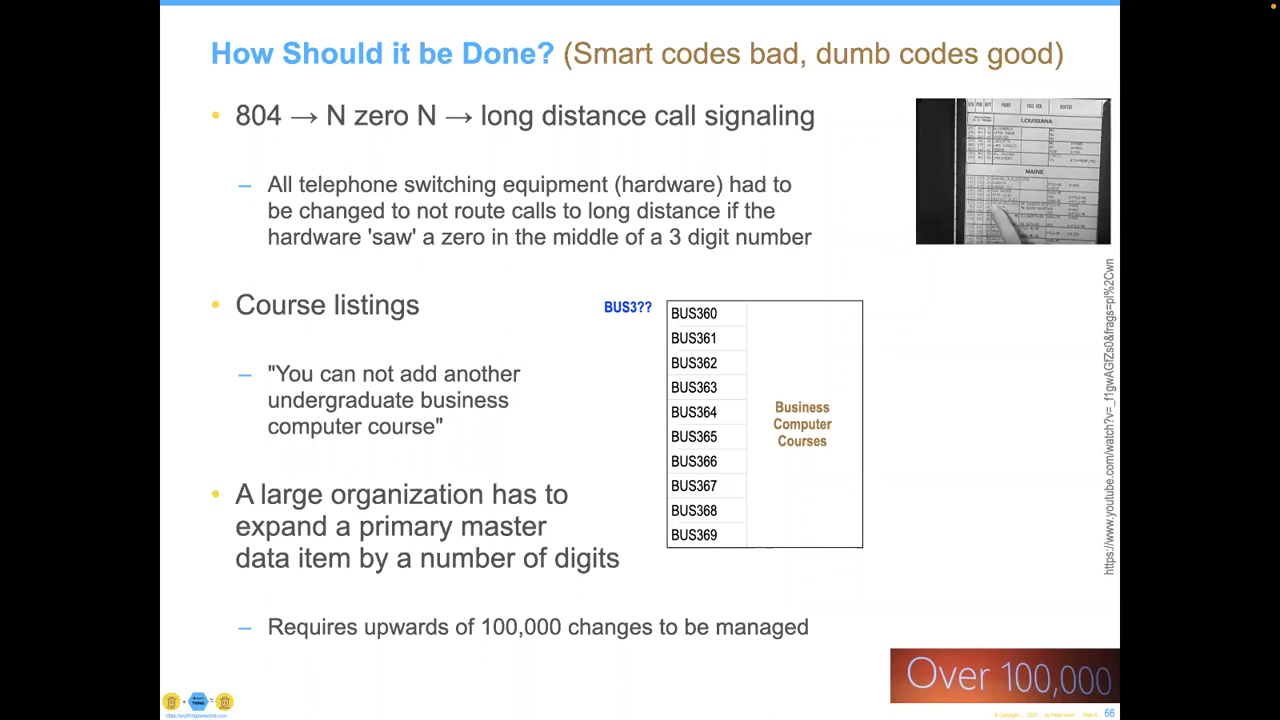 How Should it be Done? (Smart codes bad, dumb codes good)
• 804 → N zero N → long distance call signaling
– All telephone switching equipment (hardware) had to
be changed to not route calls to long distance if the
hardware 'saw' a zero in the middle of a 3 digit number
LOUISIANA
MAINE
• Course listings
– "You can not add another
undergraduate business
computer course"
BUS3??
BUS360
BUS361
BUS362
BUS363
BUS364
BUS365
BUS366
BUS367
BUS368
BUS369
Business
Computer
Courses
https://www.youtube.com/watch?v=_f1gwAGfZs0&frags=pl%2Cwn
• A large organization has to
expand a primary master
data item by a number of digits
– Requires upwards of 100,000 changes to be managed
Over 100,000
https://anythingawesome.com
© Copyright
66